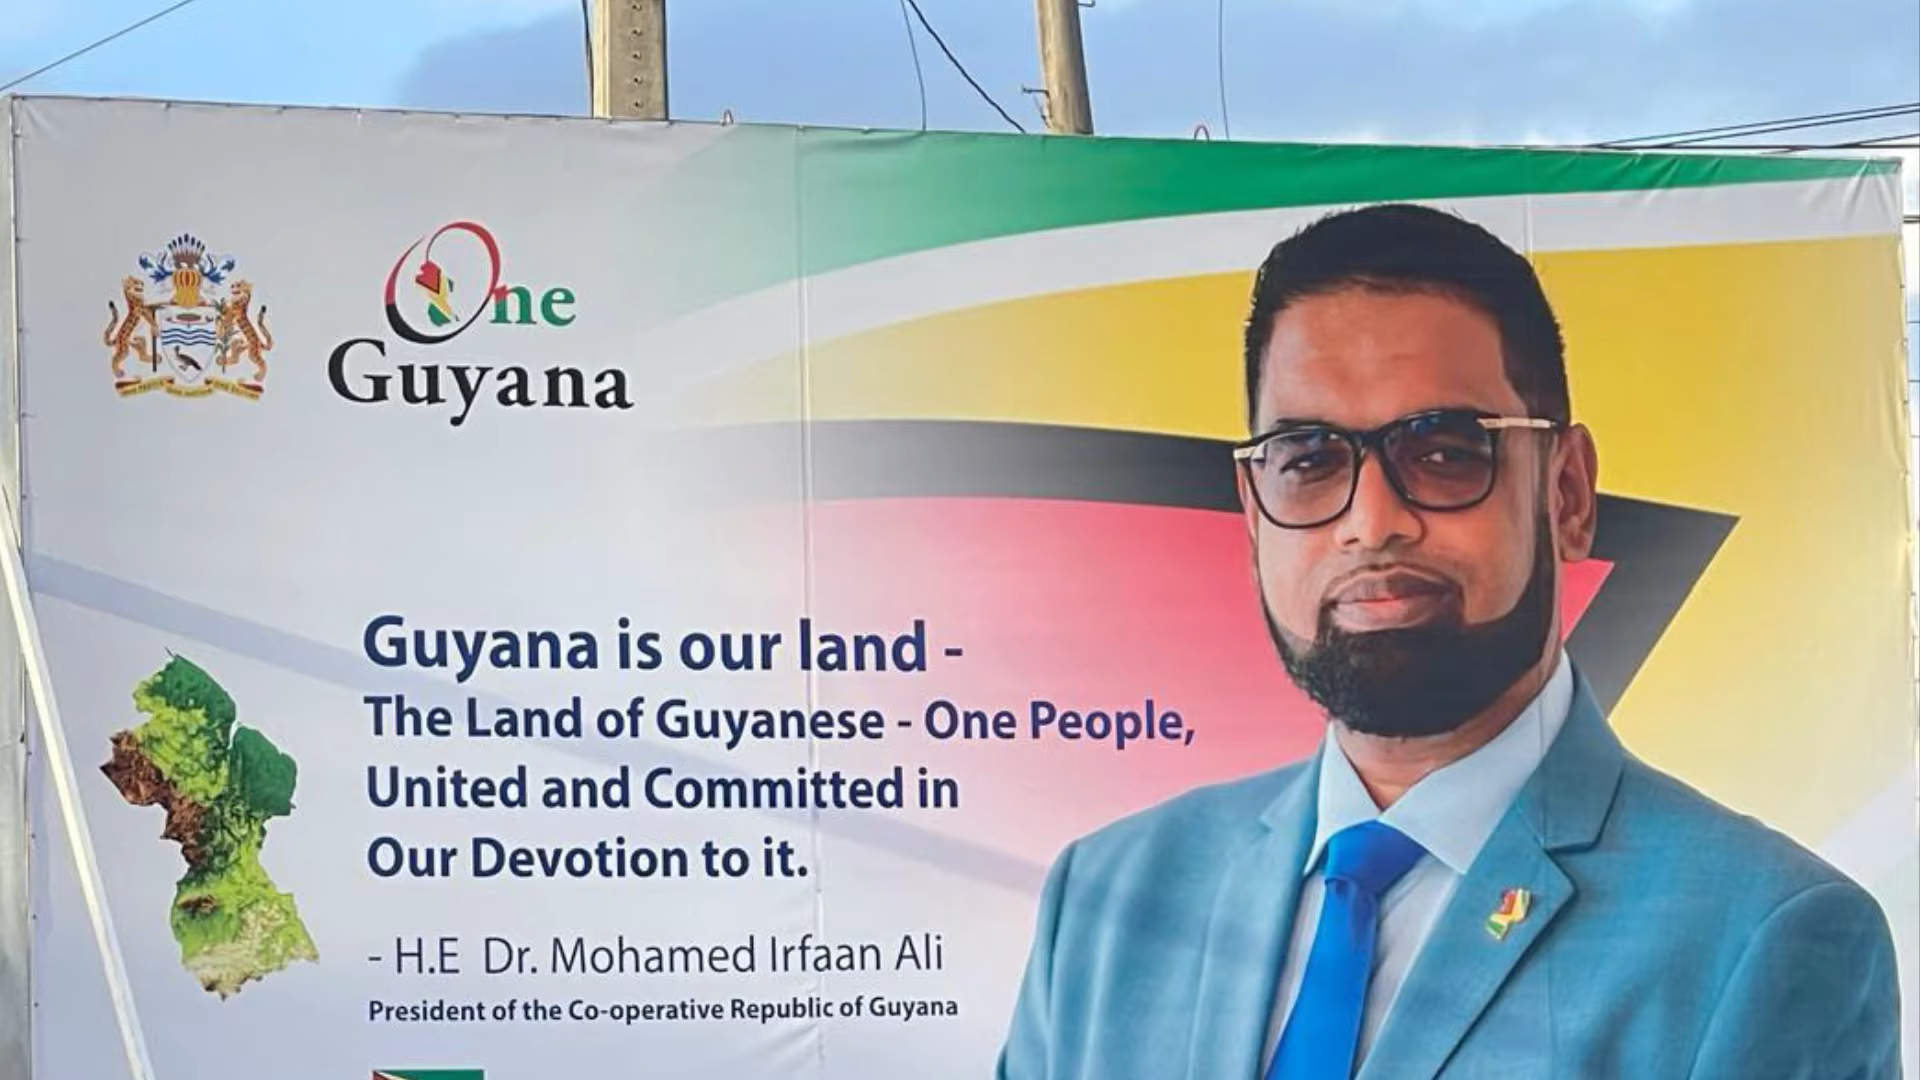 One
Guyana
Guyana is our land -
The Land of Guyanese - One People,
United and Committed in
Our Devotion to it.
- H.E Dr. Mohamed Irfaan Ali
President of the Co-operative Republic of Guyana